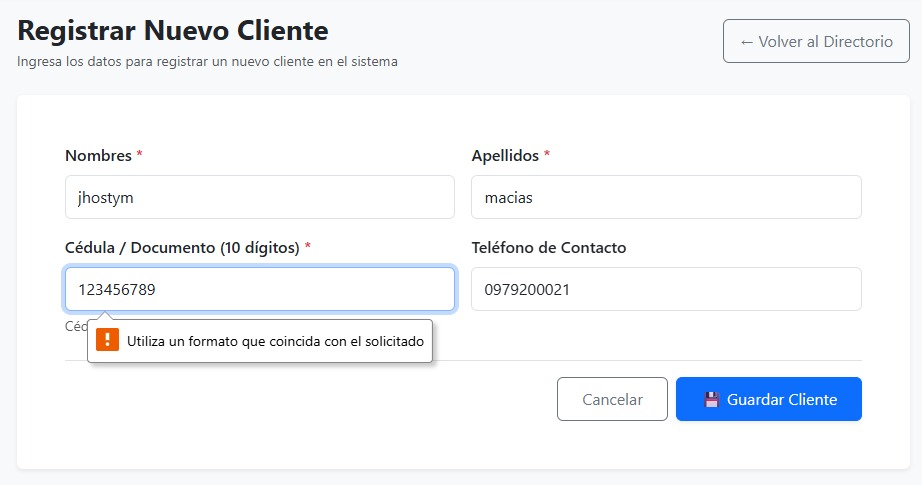 Registrar Nuevo Cliente
← Volver al Directorio
Ingresa los datos para registrar un nuevo cliente en el sistema
Nombres *
Apellidos *
jhostym
macias
Cédula / Documento (10 dígitos) *
Teléfono de Contacto
123456789
0979200021
Utiliza un formato que coincida con el solicitado
Cancelar
Guardar Cliente